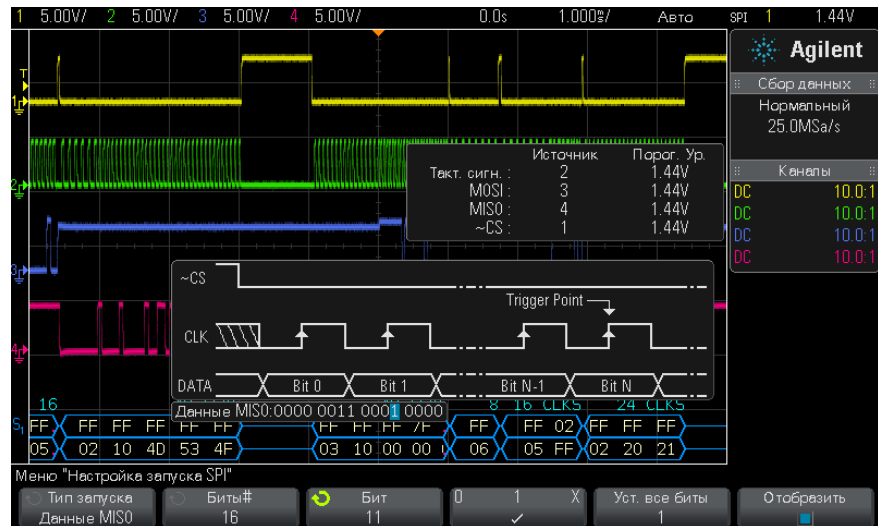 1 5.00V/ 2 5.00V/ 3 5.00V/ 4 5.00V/ 0.0s 1.000ms/ Авто SPI 1 1.44V
Agilent
Сбор данных
Нормальный
25.0MSa/s
Каналы
DC 10.0:1
DC 10.0:1
DC 10.0:1
DC 10.0:1
T
1
2
3
4
Источник Порог. Ур.
Такт. сигн. : 2 1.44V
MOSI : 3 1.44V
MISO : 4 1.44V
~CS : 1 1.44V
~CS
Trigger Point
CLK
DATA Bit 0 Bit 1 Bit N-1 Bit N
16 8 16 CLKS 24 CLKS
Данные MISO:0000 0011 0001 0000
S1 FF FF FF FF FF FF FF FF FF 7F FF FF 02 FF FF FF
05 02 10 4D 53 4F 03 10 00 00 06 05 FF 02 20 21
Меню "Настройка запуска SPI"
Тип запуска Биты# Бит 0 1 X Уст. все биты Отобразить
Данные MISO 16 11 ✓ 1